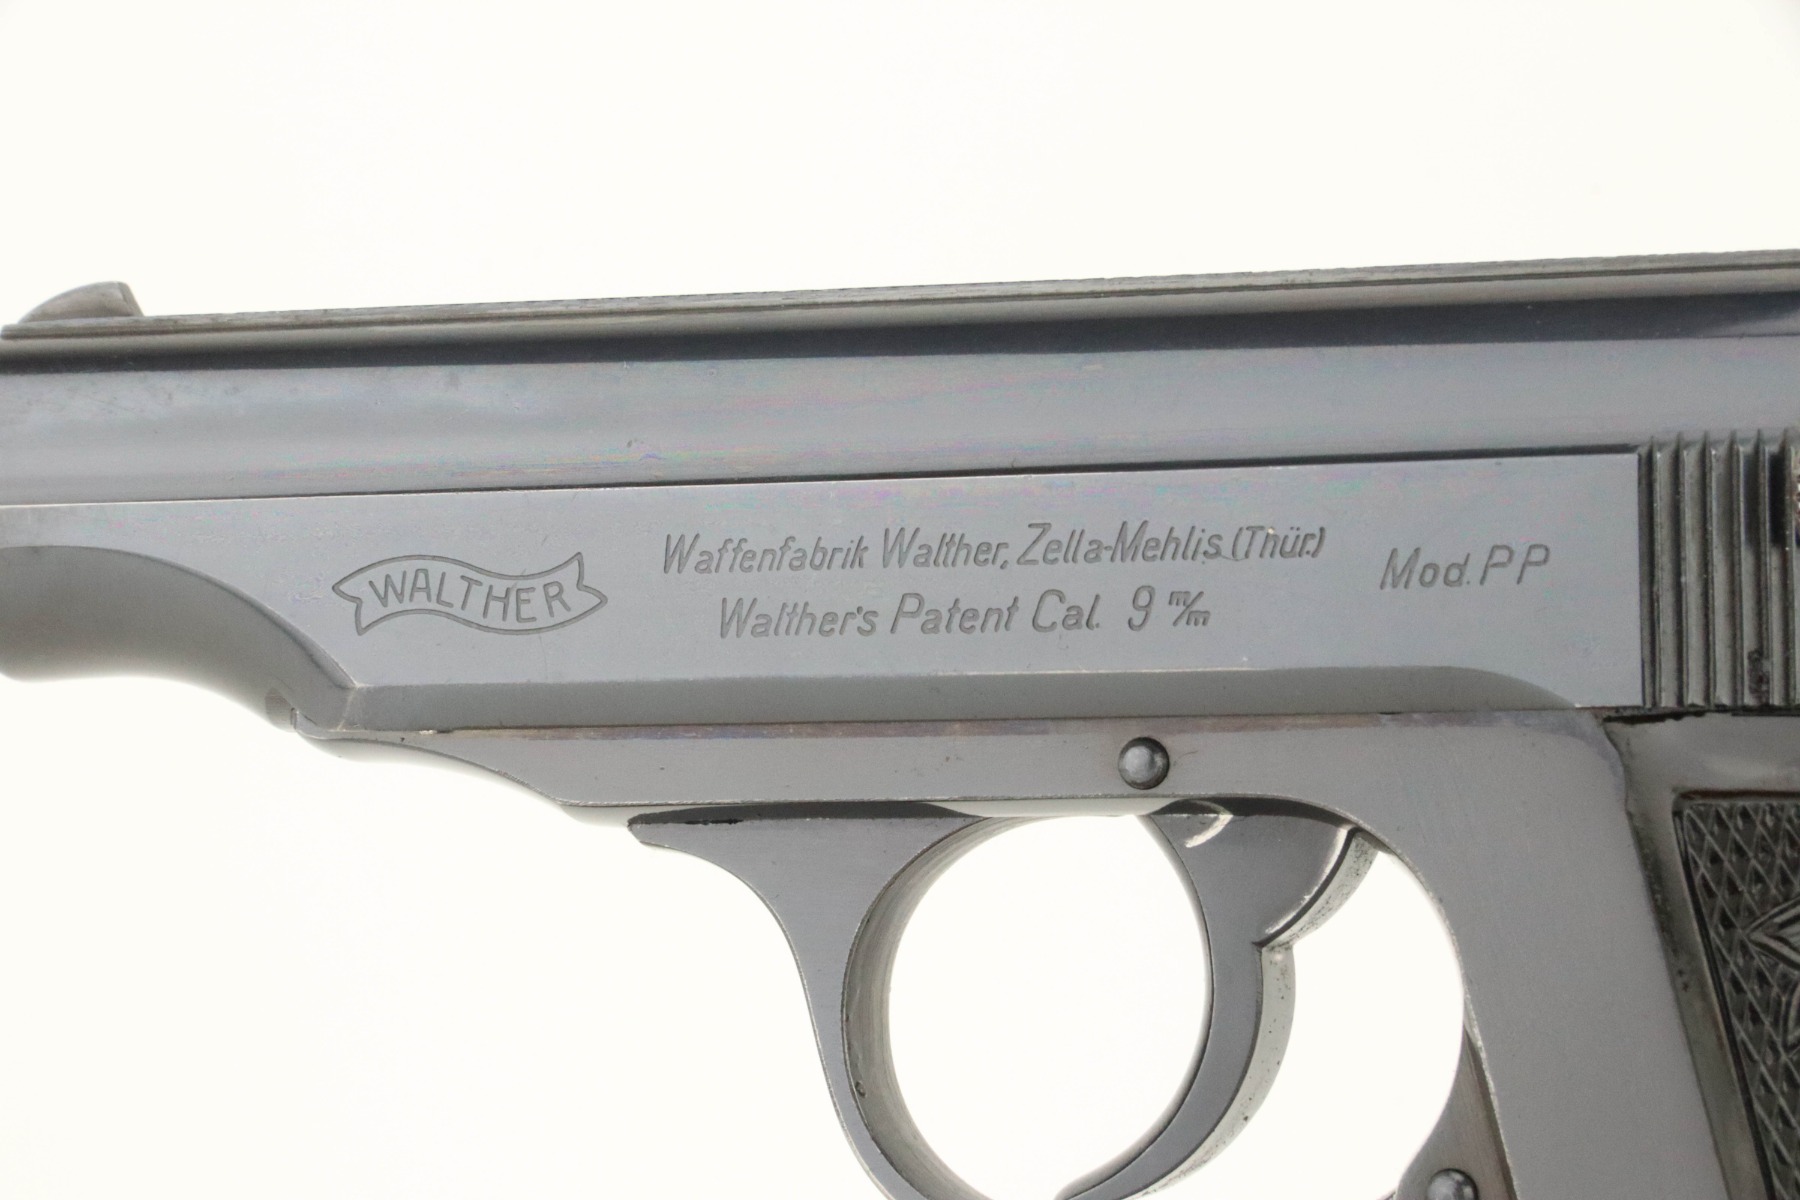 WALTHER
Waffenfabrik Walther, Zella-Mehlis (Thür.)
Walther's Patent Cal. 9 m/m
Mod. PP